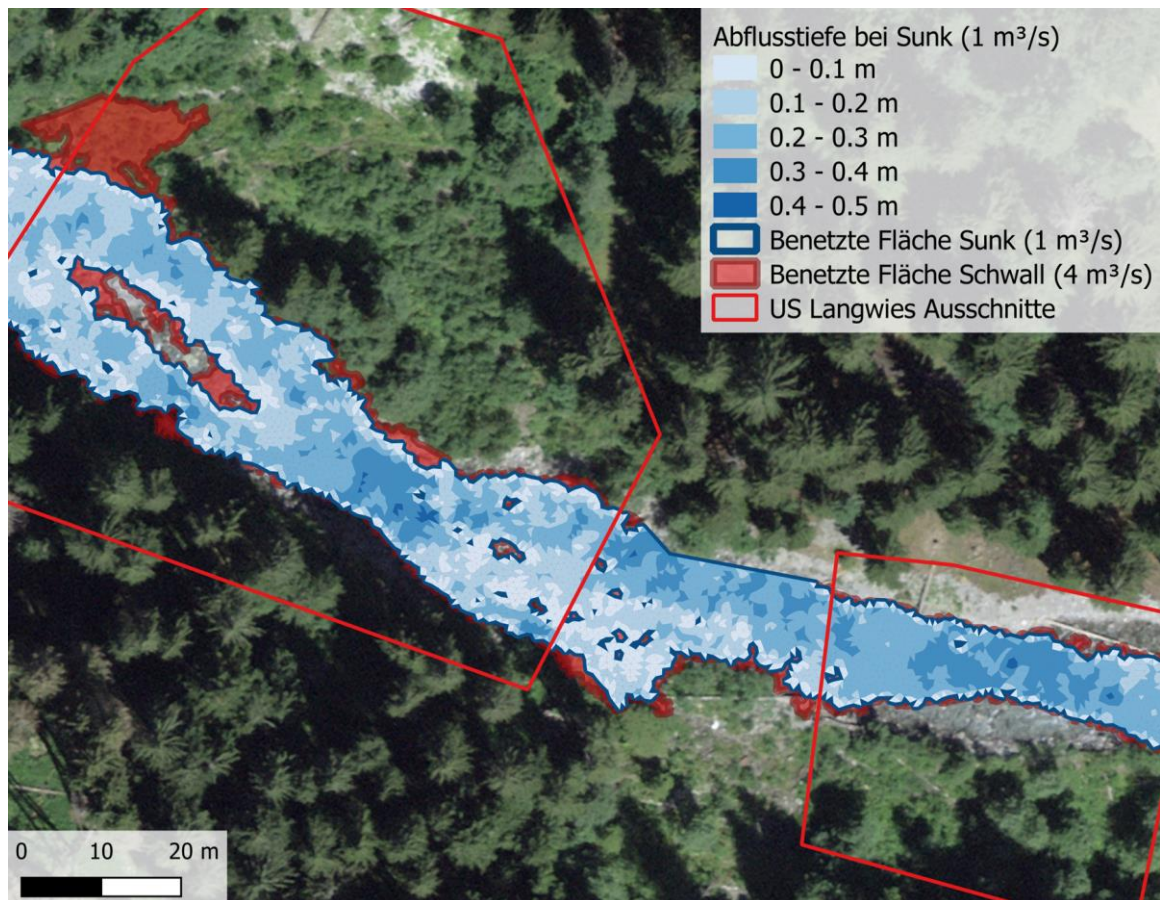 Abflusstiefe bei Sunk (1 m³/s)
0 - 0.1 m
0.1 - 0.2 m
0.2 - 0.3 m
0.3 - 0.4 m
0.4 - 0.5 m
Benetzte Fläche Sunk (1 m³/s)
Benetzte Fläche Schwall (4 m³/s)
US Langwies Ausschnitte
0 10 20 m